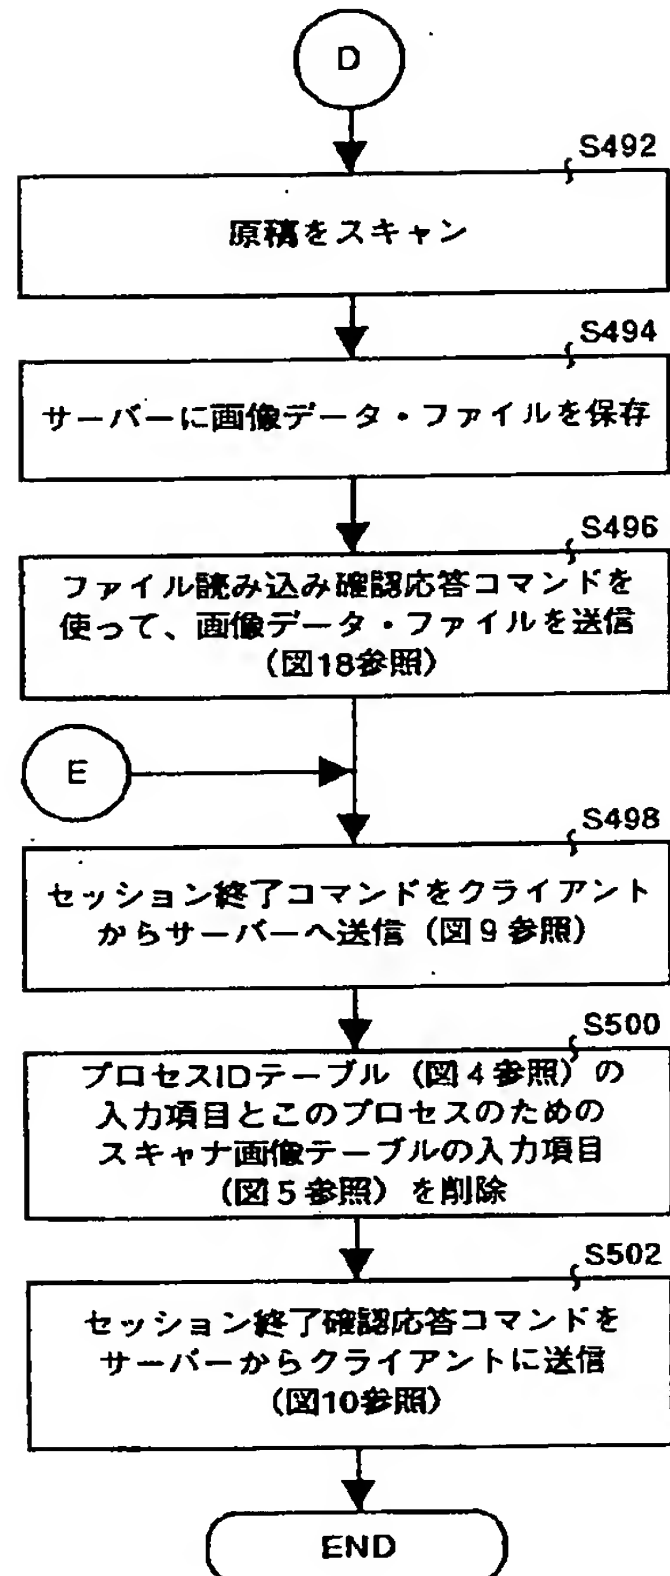 D
S492
原稿をスキャン
S494
サーバーに画像データ・ファイルを保存
S496
ファイル読み込み確認応答コマンドを
使って、画像データ・ファイルを送信
(図18参照)
E
S498
セッション終了コマンドをクライアント
からサーバーへ送信 (図9参照)
S500
プロセスIDテーブル (図4参照) の
入力項目とこのプロセスのための
スキャナ画像テーブルの入力項目
(図5参照) を削除
S502
セッション終了確認応答コマンドを
サーバーからクライアントに送信
(図10参照)
END